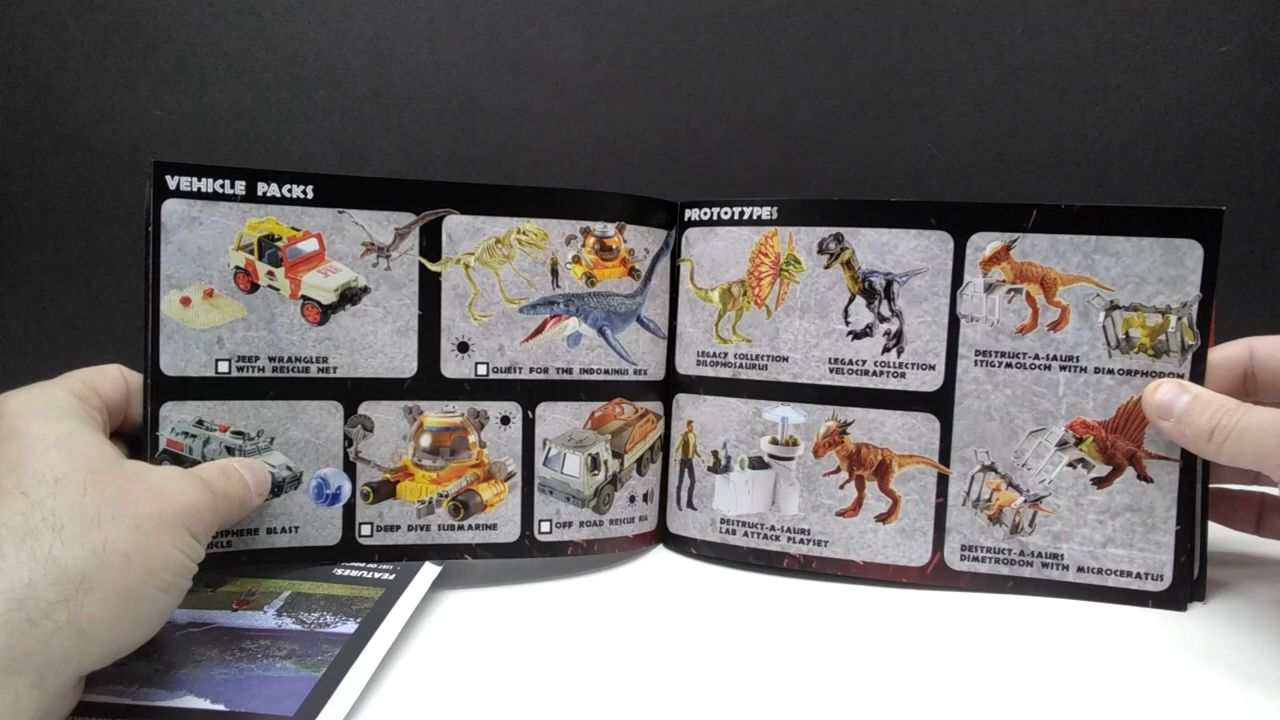 VEHICLE PACKS
JEEP WRANGLER
WITH RESCUE NET
QUEST FOR THE INDOMINUS REX
BLAST
DEEP DIVE SUBMARINE
OFF ROAD RESCUE RIG
PROTOTYPES
LEGACY COLLECTION
DILOPHOSAURUS
LEGACY COLLECTION
VELOCIRAPTOR
DESTRUCT-A-SAURS
STIGYMOLOCH WITH DIMORPHODON
DESTRUCT-A-SAURS
LAB ATTACK PLAYSET
DESTRUCT-A-SAURS
DIMETRODON WITH MICROCERATUS
FEATURES:
LIST OF